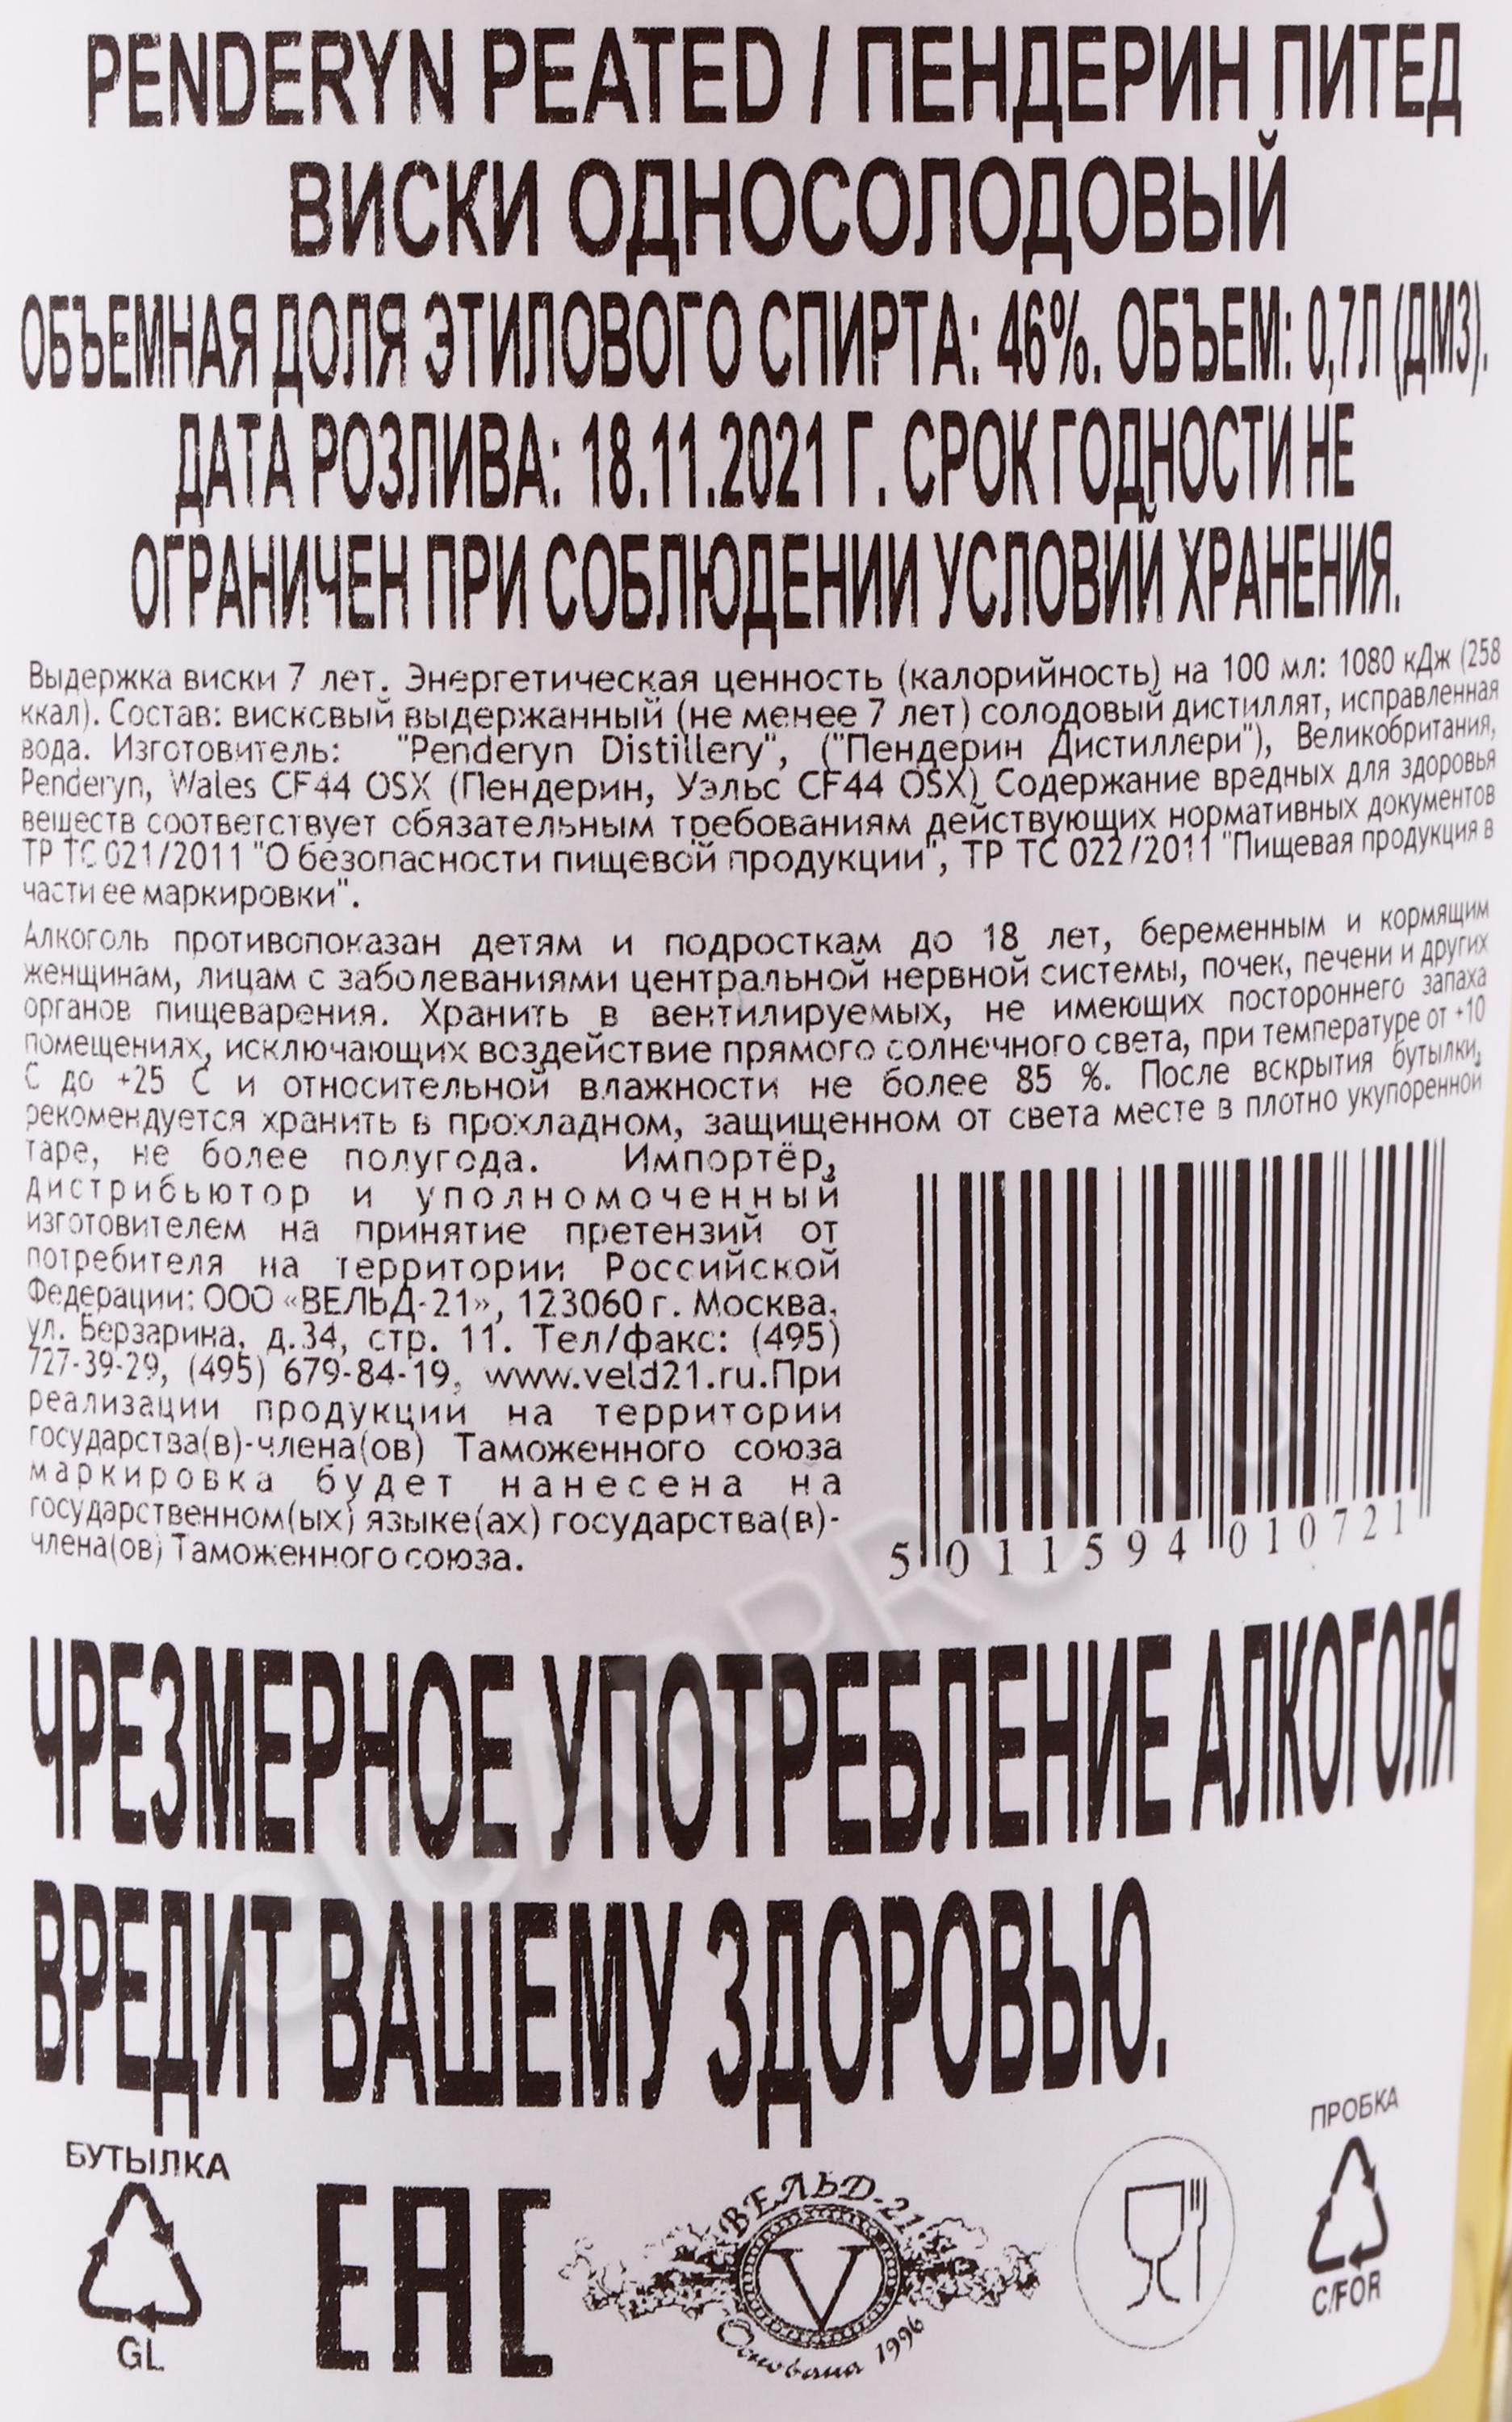 PENDERYN PEATED / ПЕНДЕРИН ПИТЕД
ВИСКИ ОДНОСОЛОДОВЫЙ
ОБЪЕМНАЯ ДОЛЯ ЭТИЛОВОГО СПИРТА: 46%. ОБЪЕМ: 0,7Л (ДМ3).
ДАТА РОЗЛИВА: 18.11.2021 Г. СРОК ГОДНОСТИ НЕ
ОГРАНИЧЕН ПРИ СОБЛЮДЕНИИ УСЛОВИЙ ХРАНЕНИЯ.
Выдержка виски 7 лет. Энергетическая ценность (калорийность) на 100 мл: 1080 кДж (258
ккал). Состав: висковый выдержанный (не менее 7 лет) солодовый дистиллят, исправленная
вода. Изготовитель: "Penderyn Distillery", ("Пендерин Дистиллери"), Великобритания,
Penderyn, Wales CF44 OSX (Пендерин, Уэльс CF44 OSX) Содержание вредных для здоровья
веществ соответствует обязательным требованиям действующих нормативных документов
ТР ТС 021/2011 "О безопасности пищевой продукции", ТР ТС 022/2011 "Пищевая продукция в
части ее маркировки".
Алкоголь противопоказан детям и подросткам до 18 лет, беременным и кормящим
женщинам, лицам с заболеваниями центральной нервной системы, почек, печени и других
органов пищеварения. Хранить в вентилируемых, не имеющих постороннего запаха
помещениях, исключающих воздействие прямого солнечного света, при температуре от +10
С до +25 С и относительной влажности не более 85 %. После вскрытия бутылки,
рекомендуется хранить в прохладном, защищенном от света месте в плотно укупоренной
таре, не более полугода. Импортёр,
дистрибьютор и уполномоченный
изготовителем на принятие претензий от
потребителя на территории Российской
Федерации: ООО «ВЕЛЬД-21», 123060 г. Москва,
ул. Берзарина, д.34, стр. 11. Тел/факс: (495)
727-39-29, (495) 679-84-19, www.veld21.ru.При
реализации продукции на территории
государства(в)-члена(ов) Таможенного союза
маркировка будет нанесена на
государственном(ых) языке(ах) государства(в)-
члена(ов) Таможенного союза.
5 011594 010721
ЧРЕЗМЕРНОЕ УПОТРЕБЛЕНИЕ АЛКОГОЛЯ
ВРЕДИТ ВАШЕМУ ЗДОРОВЬЮ.
БУТЫЛКА
GL
EAC
ВЕЛЬД-21
V
Основана 1996
ПРОБКА
C/FOR